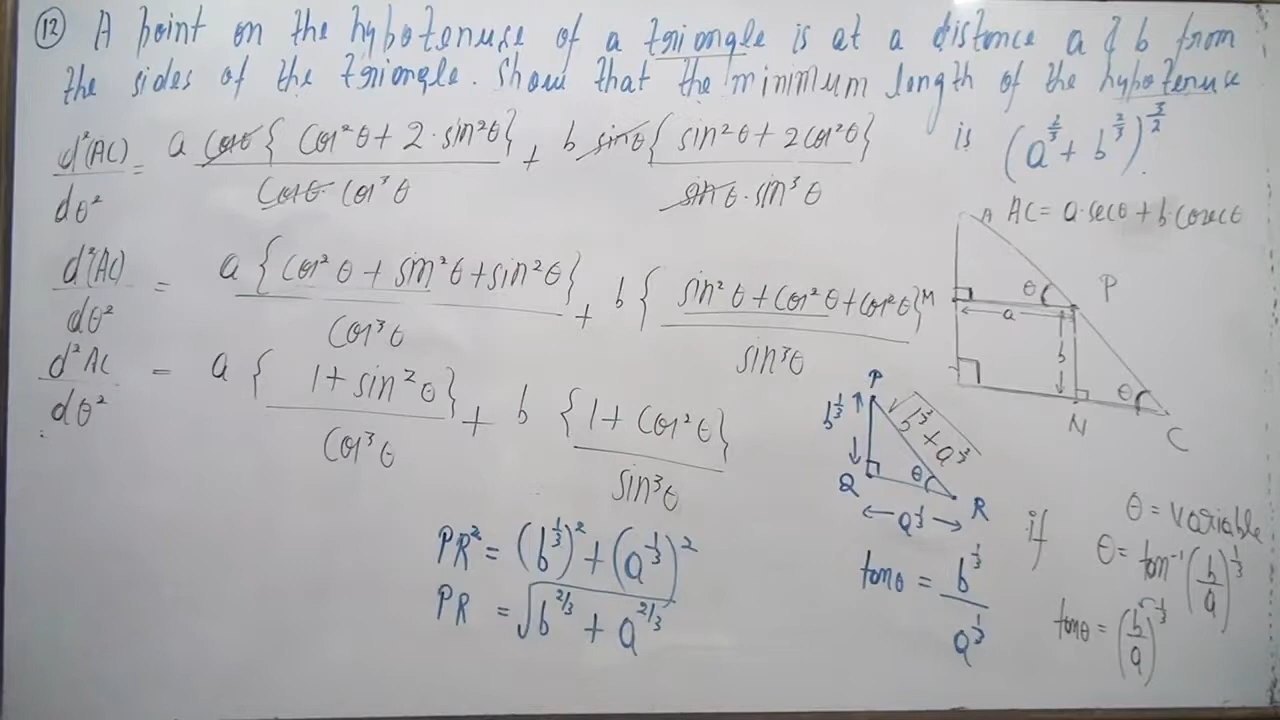 ⑫ A point on the hypotenuse of a triangle is at a distance a & b from
the sides of the triangle. Show that the minimum length of the hypotenuse
is (a^{2/3} + b^{2/3})^{3/2}.
d²(AC)/dθ² = a cosθ{cos²θ + 2·sin²θ}/cosθ·cos³θ + b sinθ{sin²θ + 2cos²θ}/sinθ·sin³θ
A AC = a·secθ + b·cosecθ
d²(AC)/dθ² = a{cos²θ + sin²θ + sin²θ}/cos³θ + b{sin²θ + cos²θ + cos²θ}/sin³θ
d²AC/dθ² = a{1 + sin²θ}/cos³θ + b{1 + cos²θ}/sin³θ
θ P
M a
b
θ
N C
P
b^{1/3} √b^{2/3} + a^{2/3}
Q θ R
a^{1/3}
PR² = (b^{1/3})² + (a^{1/3})²
PR = √b^{2/3} + a^{2/3}
tanθ = b^{1/3}/a^{1/3}
if θ = variable
θ = tan⁻¹(b/a)^{1/3}
tanθ = (b/a)^{1/3}